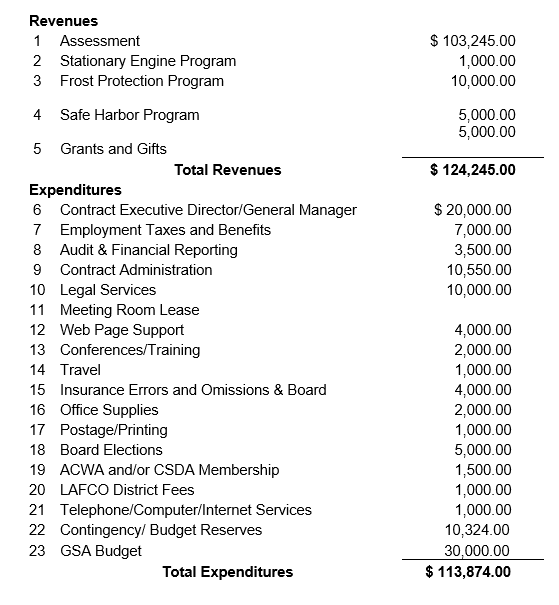 Revenues
1 Assessment $ 103,245.00
2 Stationary Engine Program 1,000.00
3 Frost Protection Program 10,000.00
4 Safe Harbor Program 5,000.00
5,000.00
5 Grants and Gifts
Total Revenues $ 124,245.00
Expenditures
6 Contract Executive Director/General Manager $ 20,000.00
7 Employment Taxes and Benefits 7,000.00
8 Audit & Financial Reporting 3,500.00
9 Contract Administration 10,550.00
10 Legal Services 10,000.00
11 Meeting Room Lease
12 Web Page Support 4,000.00
13 Conferences/Training 2,000.00
14 Travel 1,000.00
15 Insurance Errors and Omissions & Board 4,000.00
16 Office Supplies 2,000.00
17 Postage/Printing 1,000.00
18 Board Elections 5,000.00
19 ACWA and/or CSDA Membership 1,500.00
20 LAFCO District Fees 1,000.00
21 Telephone/Computer/Internet Services 1,000.00
22 Contingency/ Budget Reserves 10,324.00
23 GSA Budget 30,000.00
Total Expenditures $ 113,874.00